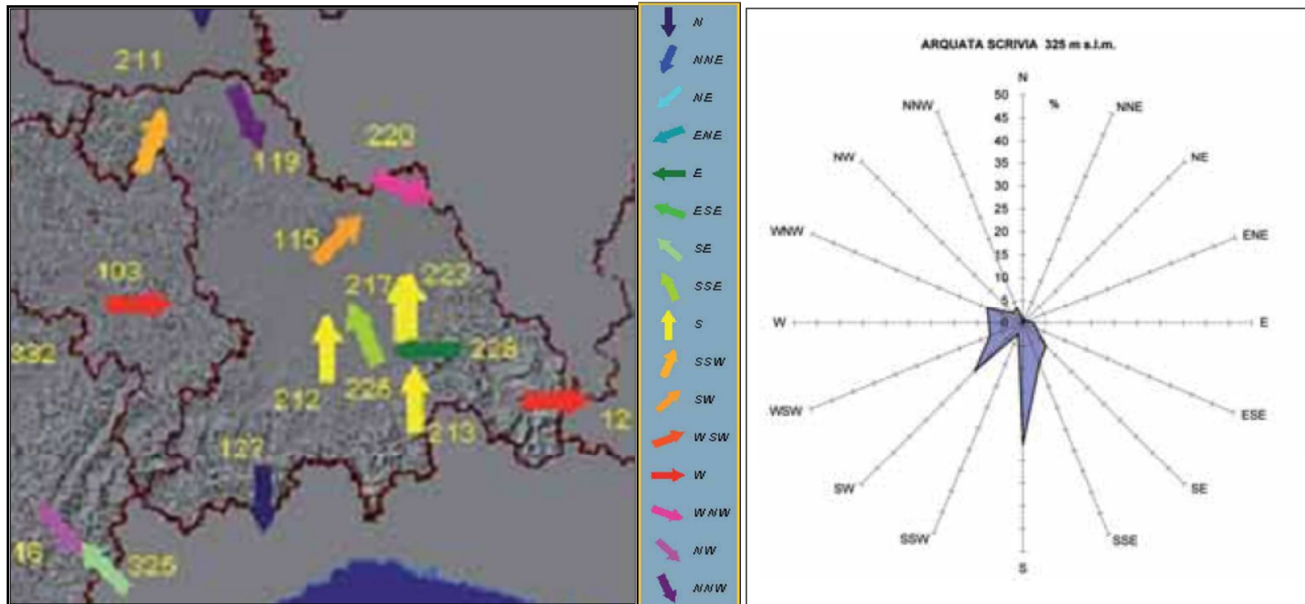 211
119
220
115
103
217 223
332
228
212 225
12
213
127
16 325
N
NNE
NE
ENE
E
ESE
SE
SSE
S
SSW
SW
WSW
W
WNW
NW
NNW
ARQUATA SCRIVIA 325 m s.l.m.
N
50 %
NNW 45 NNE
40
NW 35 NE
30
25
WNW 20 ENE
15
10
5
W 0 E
WSW ESE
SW SE
SSW SSE
S